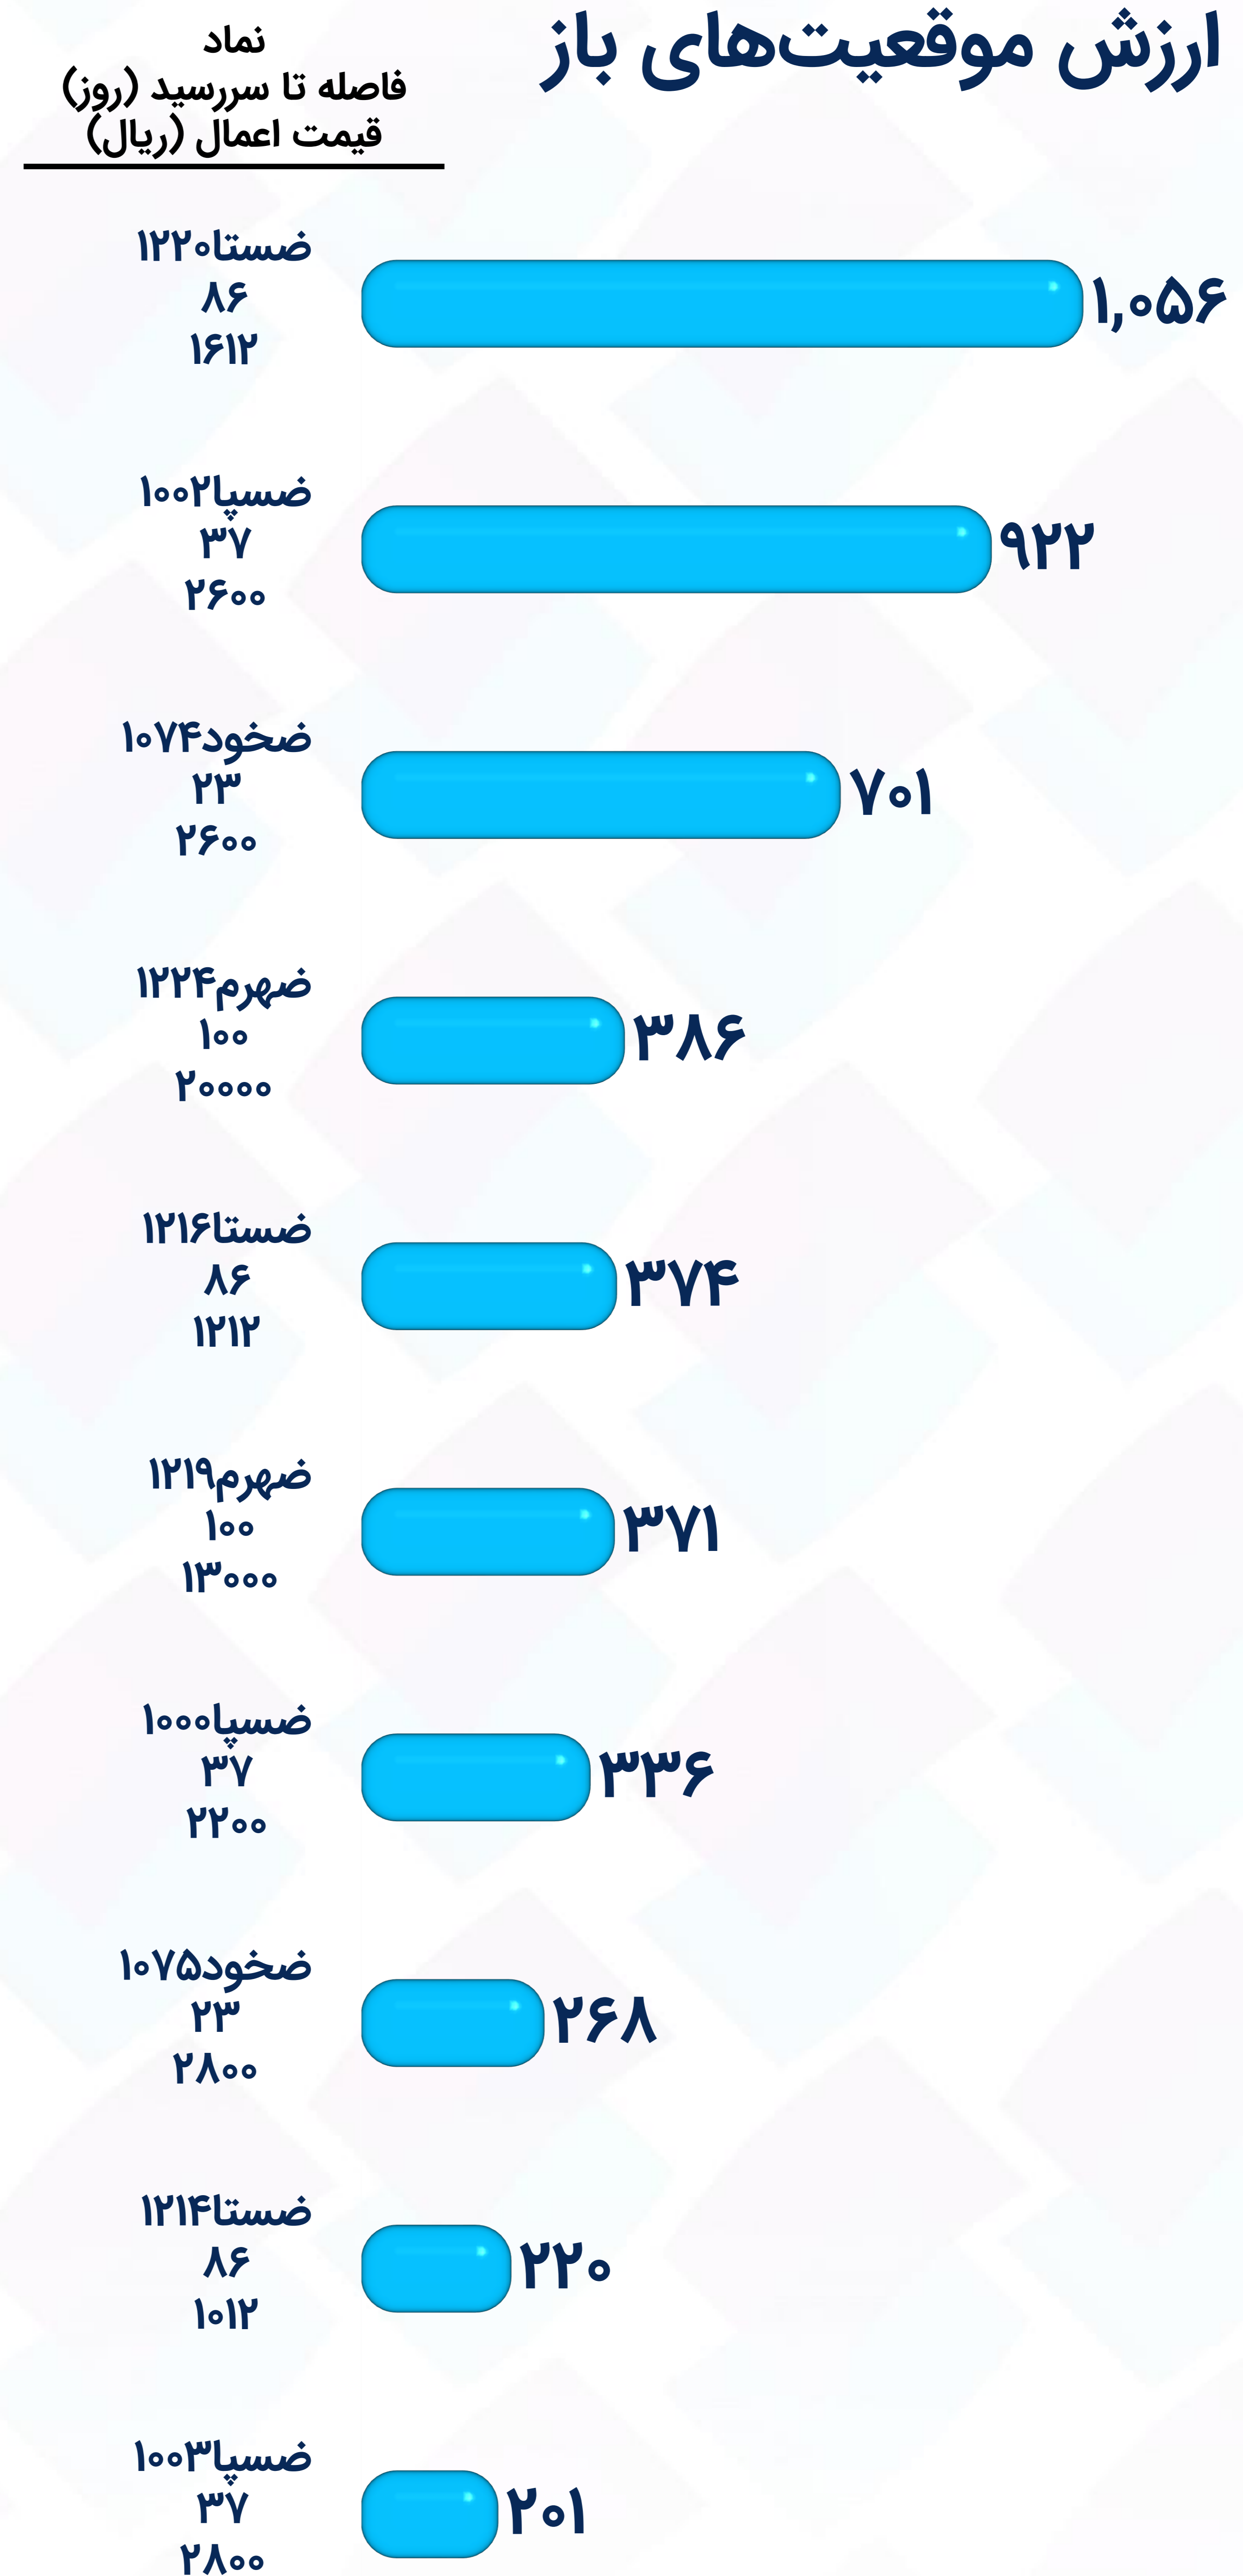 ارزش موقعیت‌های باز
نماد
فاصله تا سررسید (روز)
قیمت اعمال (ریال)
ضستا۱۲۲۰
۸۶
۱۶۱۲
۱,۰۵۶
ضسپا۱۰۰۲
۳۷
۲۶۰۰
۹۲۲
ضخود۱۰۷۴
۲۳
۲۶۰۰
۷۰۱
ضهرم۱۲۲۴
۱۰۰
۲۰۰۰۰
۳۸۶
ضستا۱۲۱۶
۸۶
۱۲۱۲
۳۷۴
ضهرم۱۲۱۹
۱۰۰
۱۳۰۰۰
۳۷۱
ضسپا۱۰۰۰
۳۷
۲۲۰۰
۳۳۶
ضخود۱۰۷۵
۲۳
۲۸۰۰
۲۶۸
ضستا۱۲۱۴
۸۶
۱۰۱۲
۲۲۰
ضسپا۱۰۰۳
۳۷
۲۸۰۰
۲۰۱